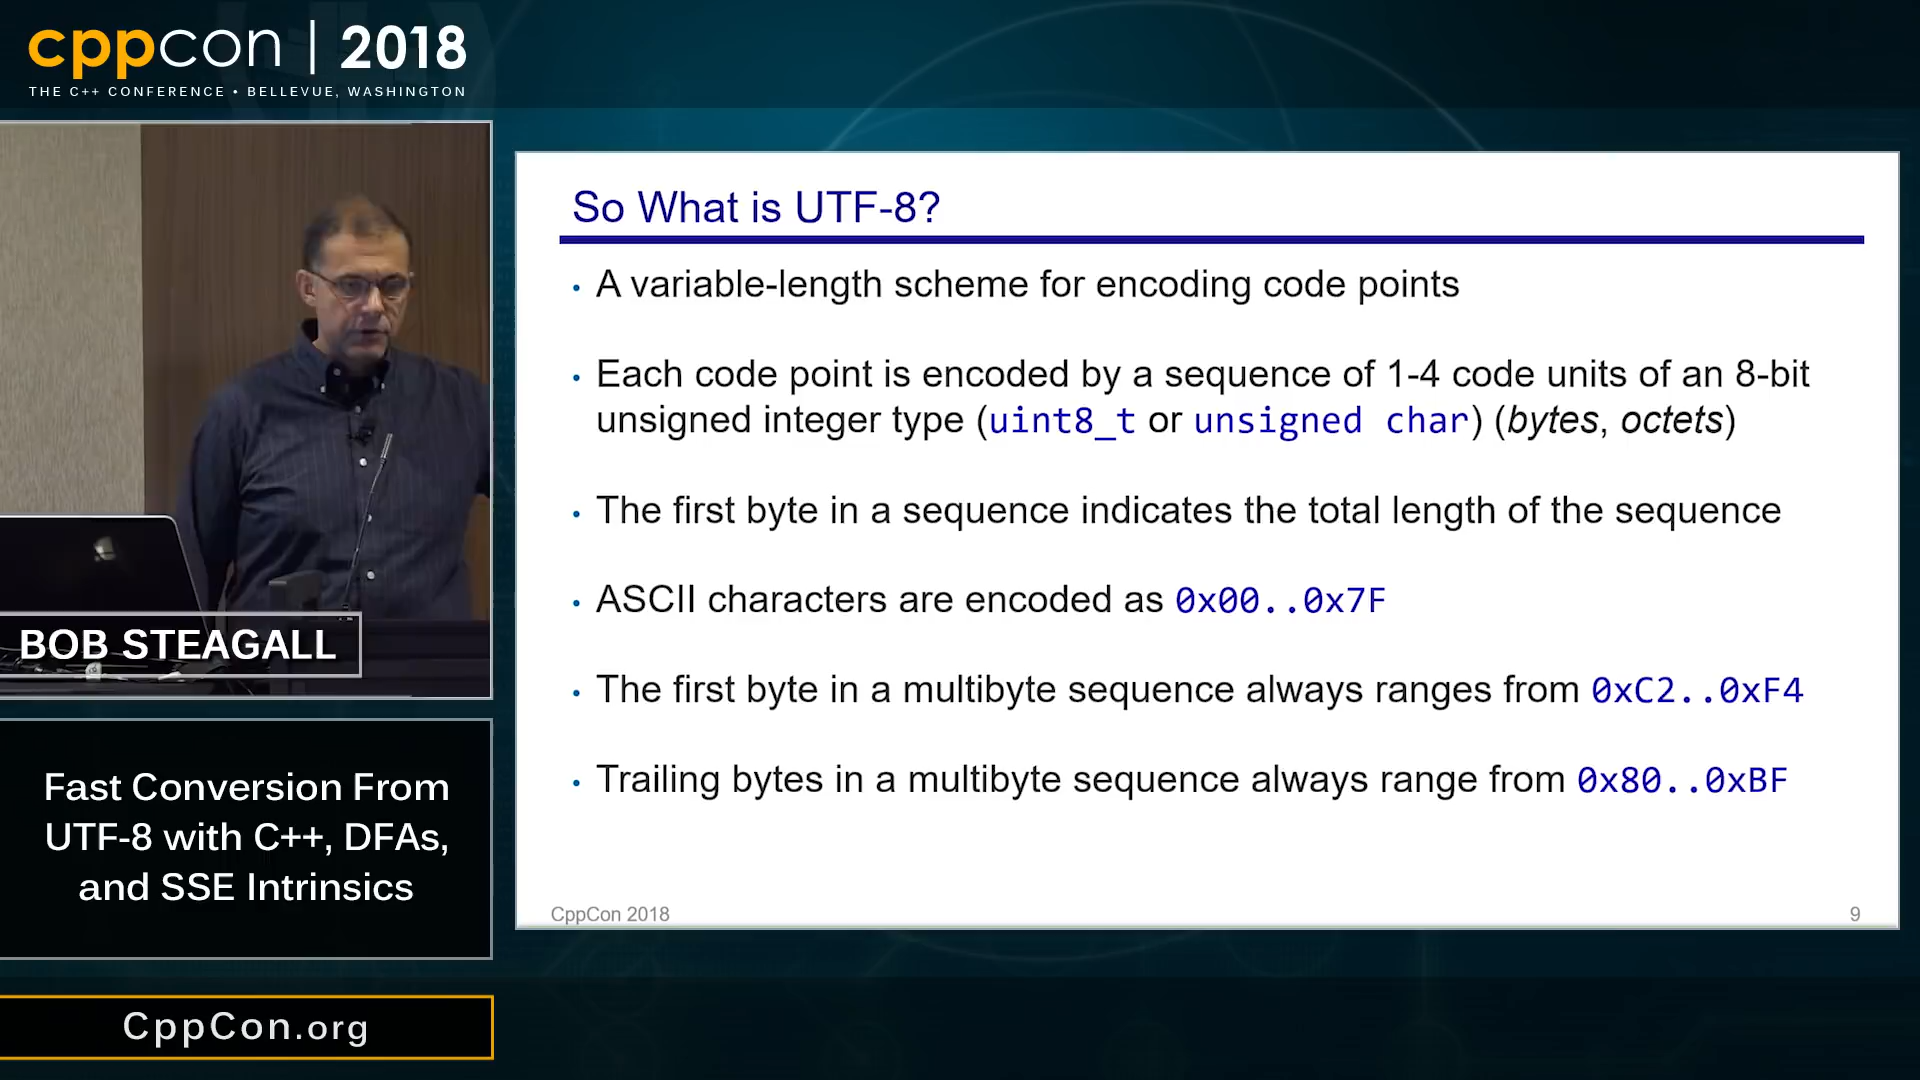 cppcon | 2018
THE C++ CONFERENCE • BELLEVUE, WASHINGTON
BOB STEAGALL
Fast Conversion From
UTF-8 with C++, DFAs,
and SSE Intrinsics
CppCon.org
So What is UTF-8?
• A variable-length scheme for encoding code points
• Each code point is encoded by a sequence of 1-4 code units of an 8-bit
unsigned integer type (uint8_t or unsigned char) (bytes, octets)
• The first byte in a sequence indicates the total length of the sequence
• ASCII characters are encoded as 0x00..0x7F
• The first byte in a multibyte sequence always ranges from 0xC2..0xF4
• Trailing bytes in a multibyte sequence always range from 0x80..0xBF
CppCon 2018
9